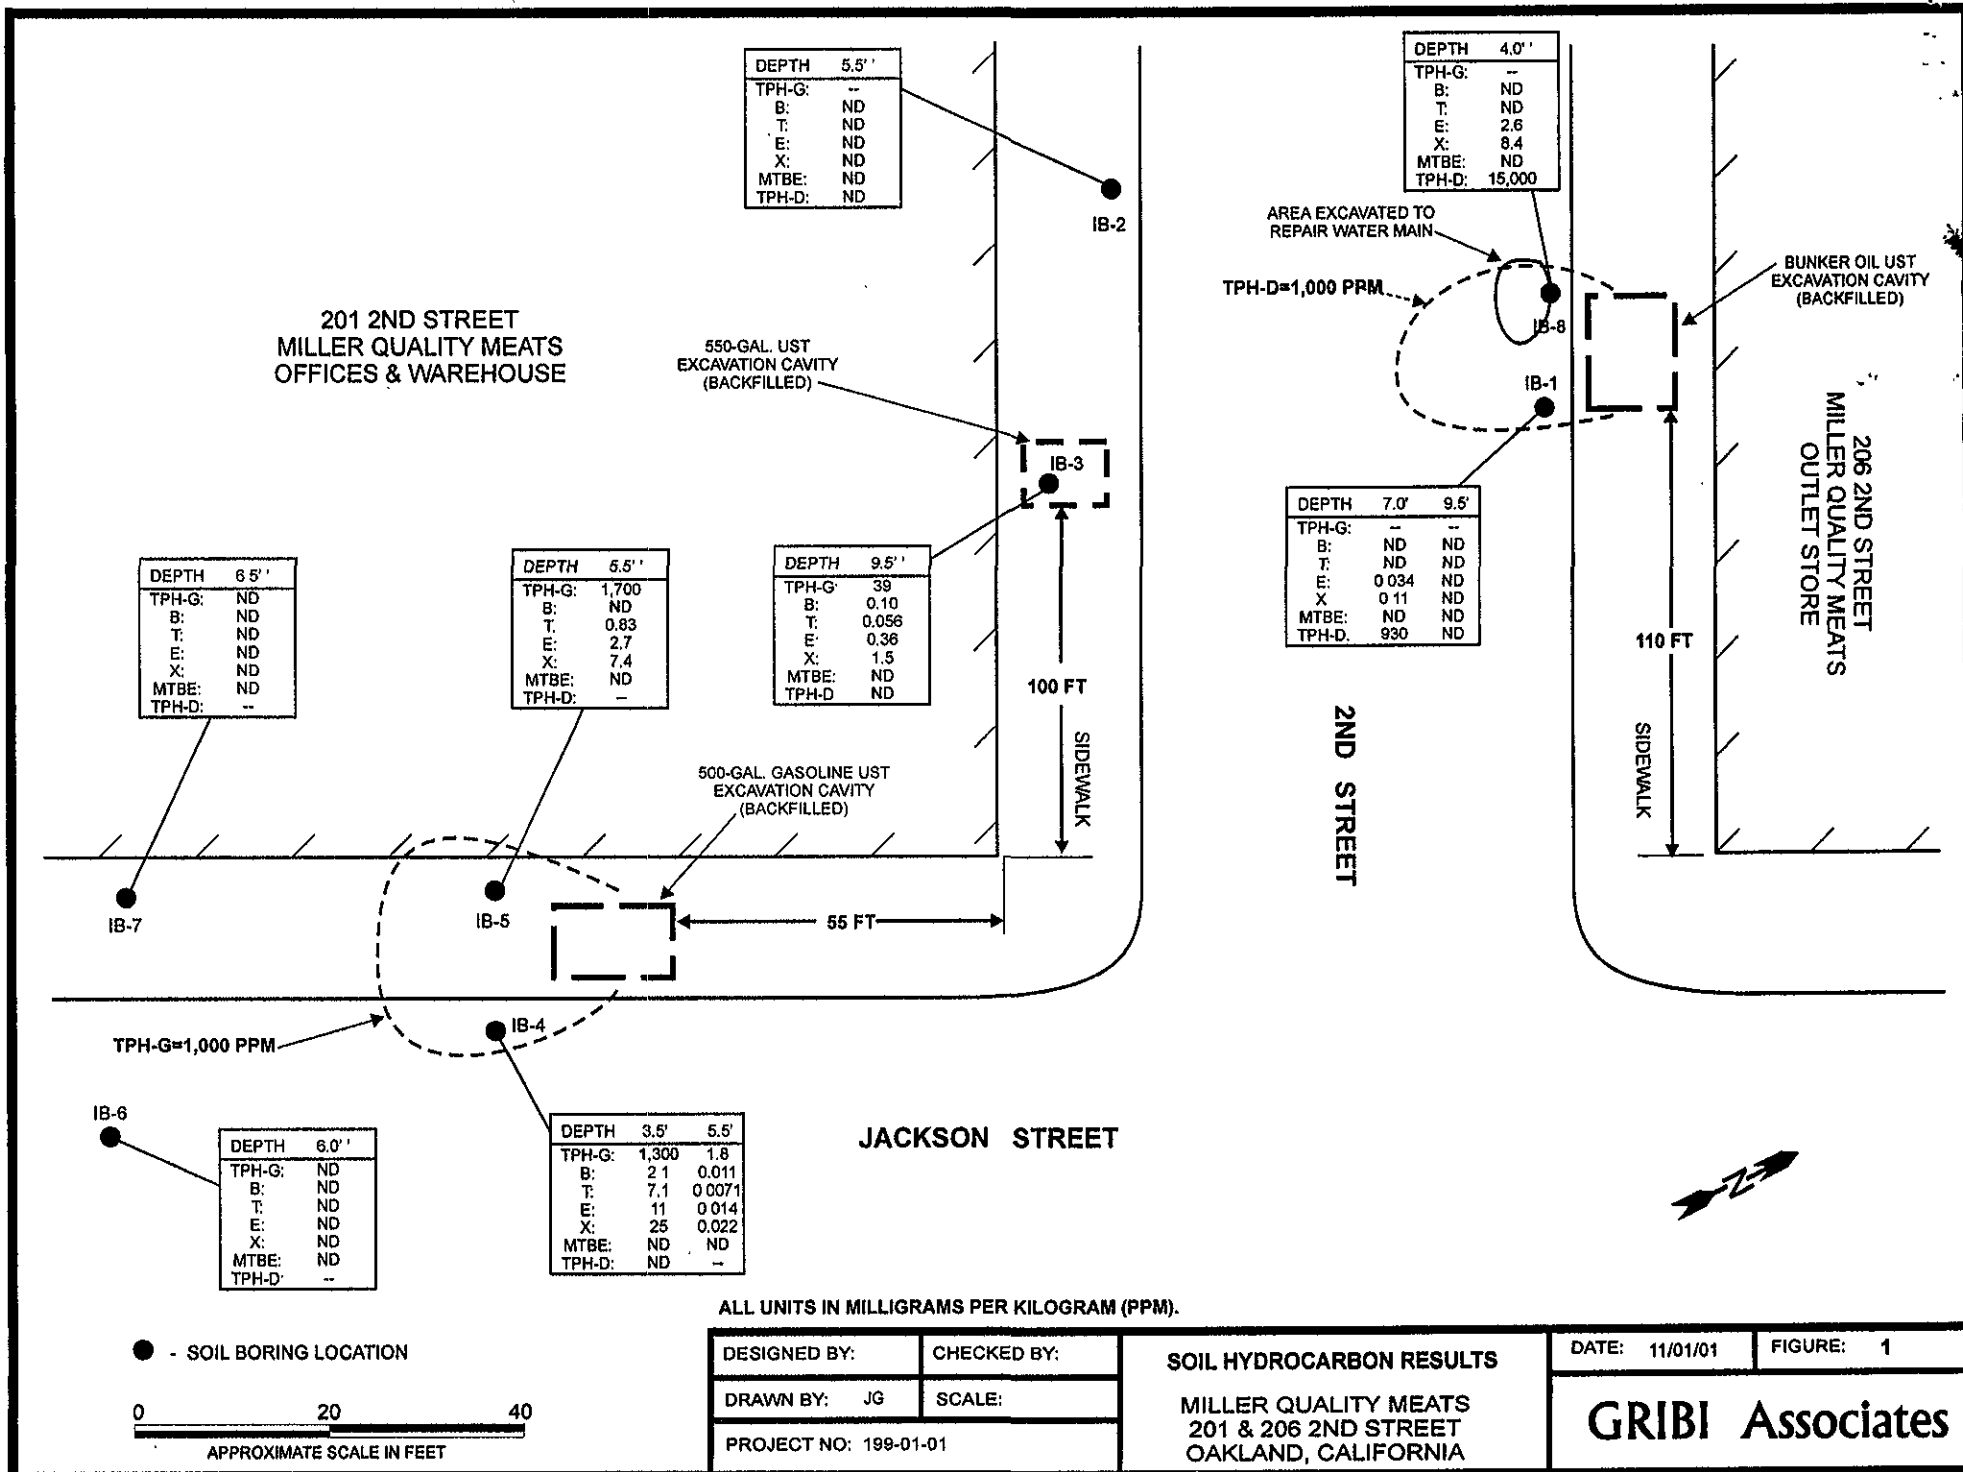 DEPTH 5.5''
TPH-G: --
B: ND
T: ND
E: ND
X: ND
MTBE: ND
TPH-D: ND
IB-2
DEPTH 4.0''
TPH-G: --
B: ND
T: ND
E: 2.6
X: 8.4
MTBE: ND
TPH-D: 15,000
AREA EXCAVATED TO
REPAIR WATER MAIN
TPH-D=1,000 PPM
IB-8
BUNKER OIL UST
EXCAVATION CAVITY
(BACKFILLED)
IB-1
201 2ND STREET
MILLER QUALITY MEATS
OFFICES & WAREHOUSE
550-GAL. UST
EXCAVATION CAVITY
(BACKFILLED)
IB-3
206 2ND STREET
MILLER QUALITY MEATS
OUTLET STORE
DEPTH 7.0' 9.5'
TPH-G: -- --
B: ND ND
T: ND ND
E: 0 034 ND
X 0 11 ND
MTBE: ND ND
TPH-D. 930 ND
DEPTH 6 5''
TPH-G: ND
B: ND
T: ND
E: ND
X: ND
MTBE: ND
TPH-D: --
DEPTH 5.5''
TPH-G: 1,700
B: ND
T. 0.83
E: 2.7
X: 7.4
MTBE: ND
TPH-D: --
DEPTH 9.5''
TPH-G' 39
B: 0.10
T: 0.056
E: 0.36
X: 1.5
MTBE: ND
TPH-D ND
100 FT
SIDEWALK
110 FT
SIDEWALK
2ND STREET
500-GAL. GASOLINE UST
EXCAVATION CAVITY
(BACKFILLED)
IB-7
IB-5
55 FT
IB-4
TPH-G=1,000 PPM
IB-6
DEPTH 6.0''
TPH-G: ND
B: ND
T: ND
E: ND
X: ND
MTBE: ND
TPH-D' --
DEPTH 3.5' 5.5'
TPH-G: 1,300 1.8
B: 2 1 0.011
T: 7.1 0 0071
E: 11 0 014
X: 25 0.022
MTBE: ND ND
TPH-D: ND --
JACKSON STREET
N
ALL UNITS IN MILLIGRAMS PER KILOGRAM (PPM).
- SOIL BORING LOCATION
0 20 40
APPROXIMATE SCALE IN FEET
DESIGNED BY:
CHECKED BY:
DRAWN BY: JG
SCALE:
PROJECT NO: 199-01-01
SOIL HYDROCARBON RESULTS
MILLER QUALITY MEATS
201 & 206 2ND STREET
OAKLAND, CALIFORNIA
DATE: 11/01/01
FIGURE: 1
GRIBI Associates